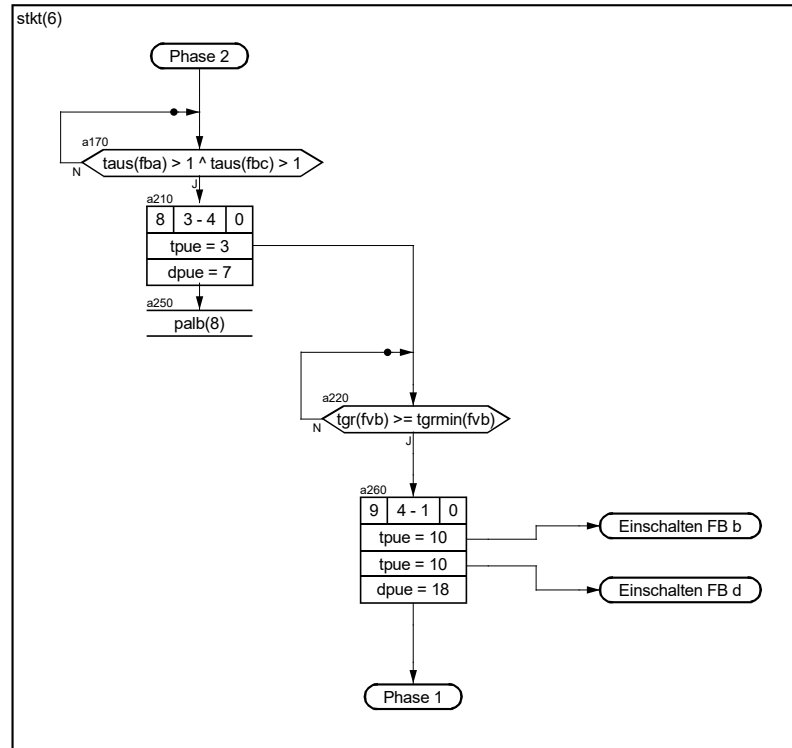 stkt(6)
Phase 2
a170
taus(fba) > 1 ^ taus(fbc) > 1
N
J
a210
8 3 - 4 0
tpue = 3
dpue = 7
a250
palb(8)
a220
tgr(fvb) >= tgrmin(fvb)
N
J
a260
9 4 - 1 0
tpue = 10
Einschalten FB b
tpue = 10
Einschalten FB d
dpue = 18
Phase 1